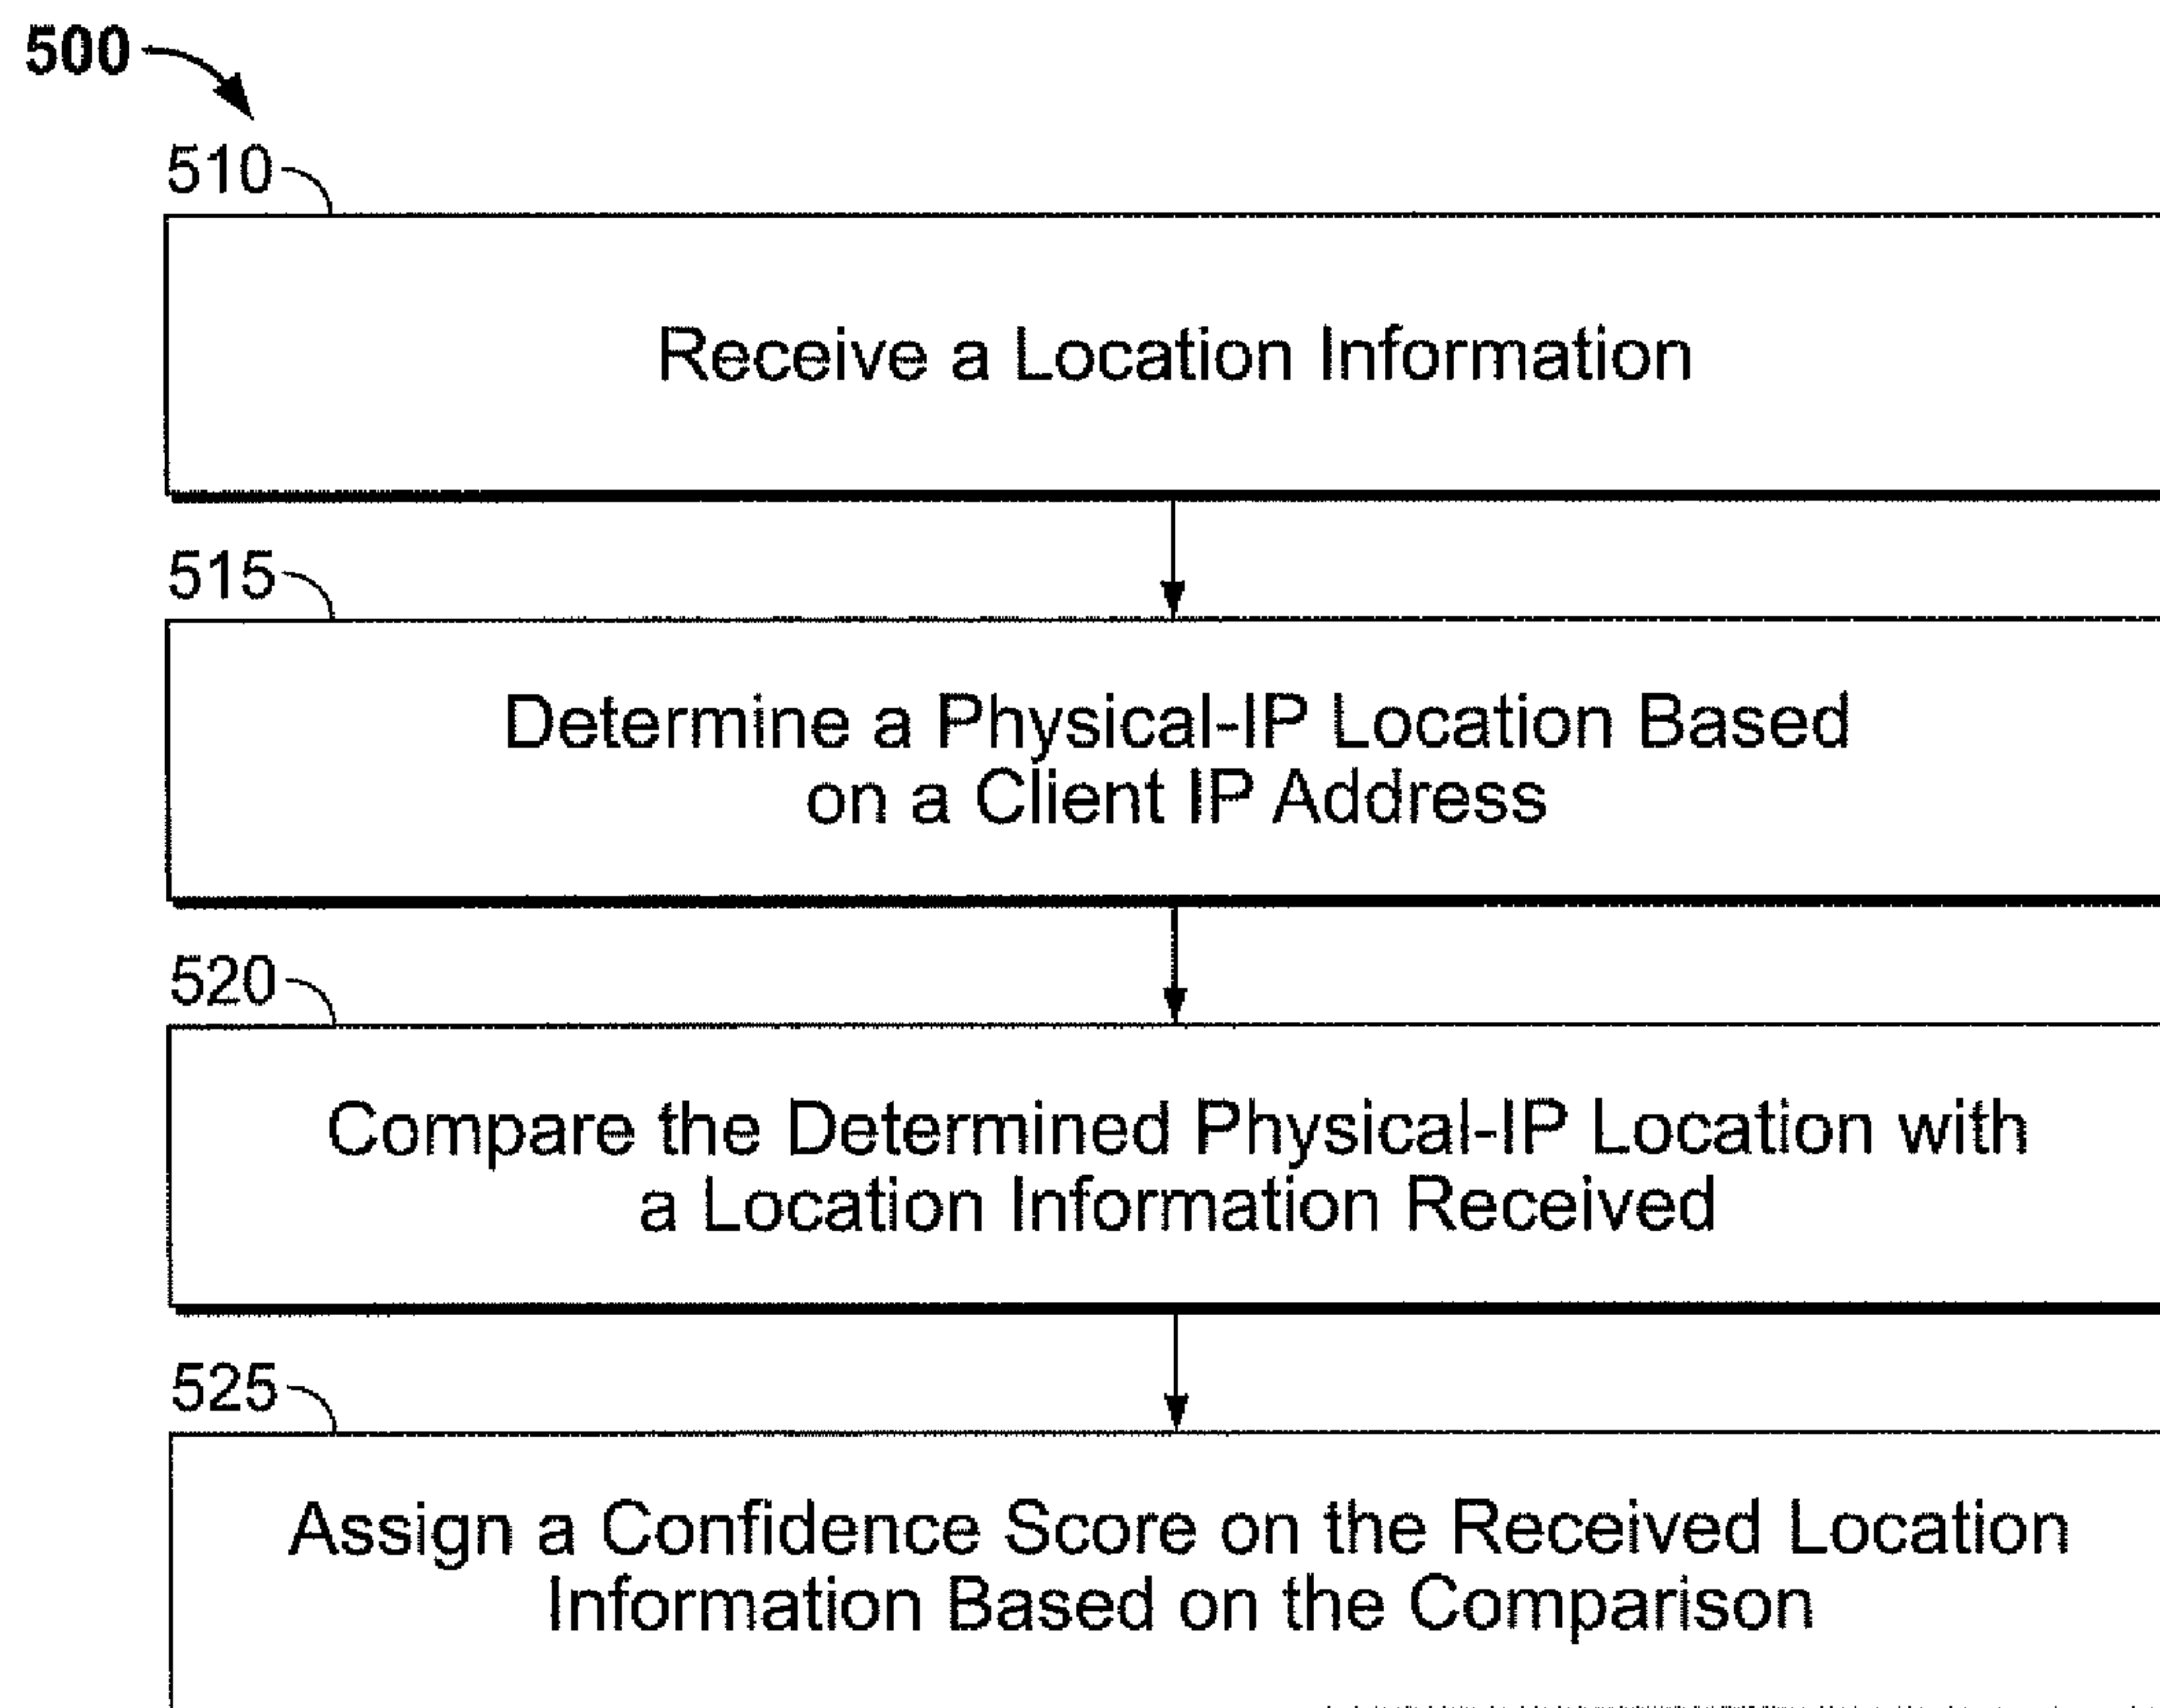 500
510
Receive a Location Information
515
Determine a Physical-IP Location Based
on a Client IP Address
520
Compare the Determined Physical-IP Location with
a Location Information Received
525
Assign a Confidence Score on the Received Location
Information Based on the Comparison